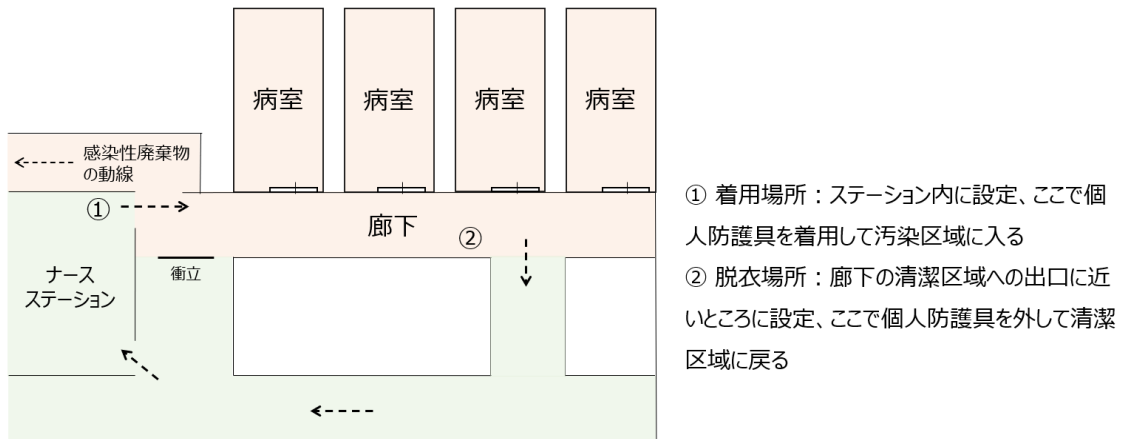 病室
病室
病室
病室
感染性廃棄物
の動線
①
廊下
②
衝立
ナース
ステーション
① 着用場所：ステーション内に設定、ここで個
人防護具を着用して汚染区域に入る
② 脱衣場所：廊下の清潔区域への出口に近
いところに設定、ここで個人防護具を外して清潔
区域に戻る